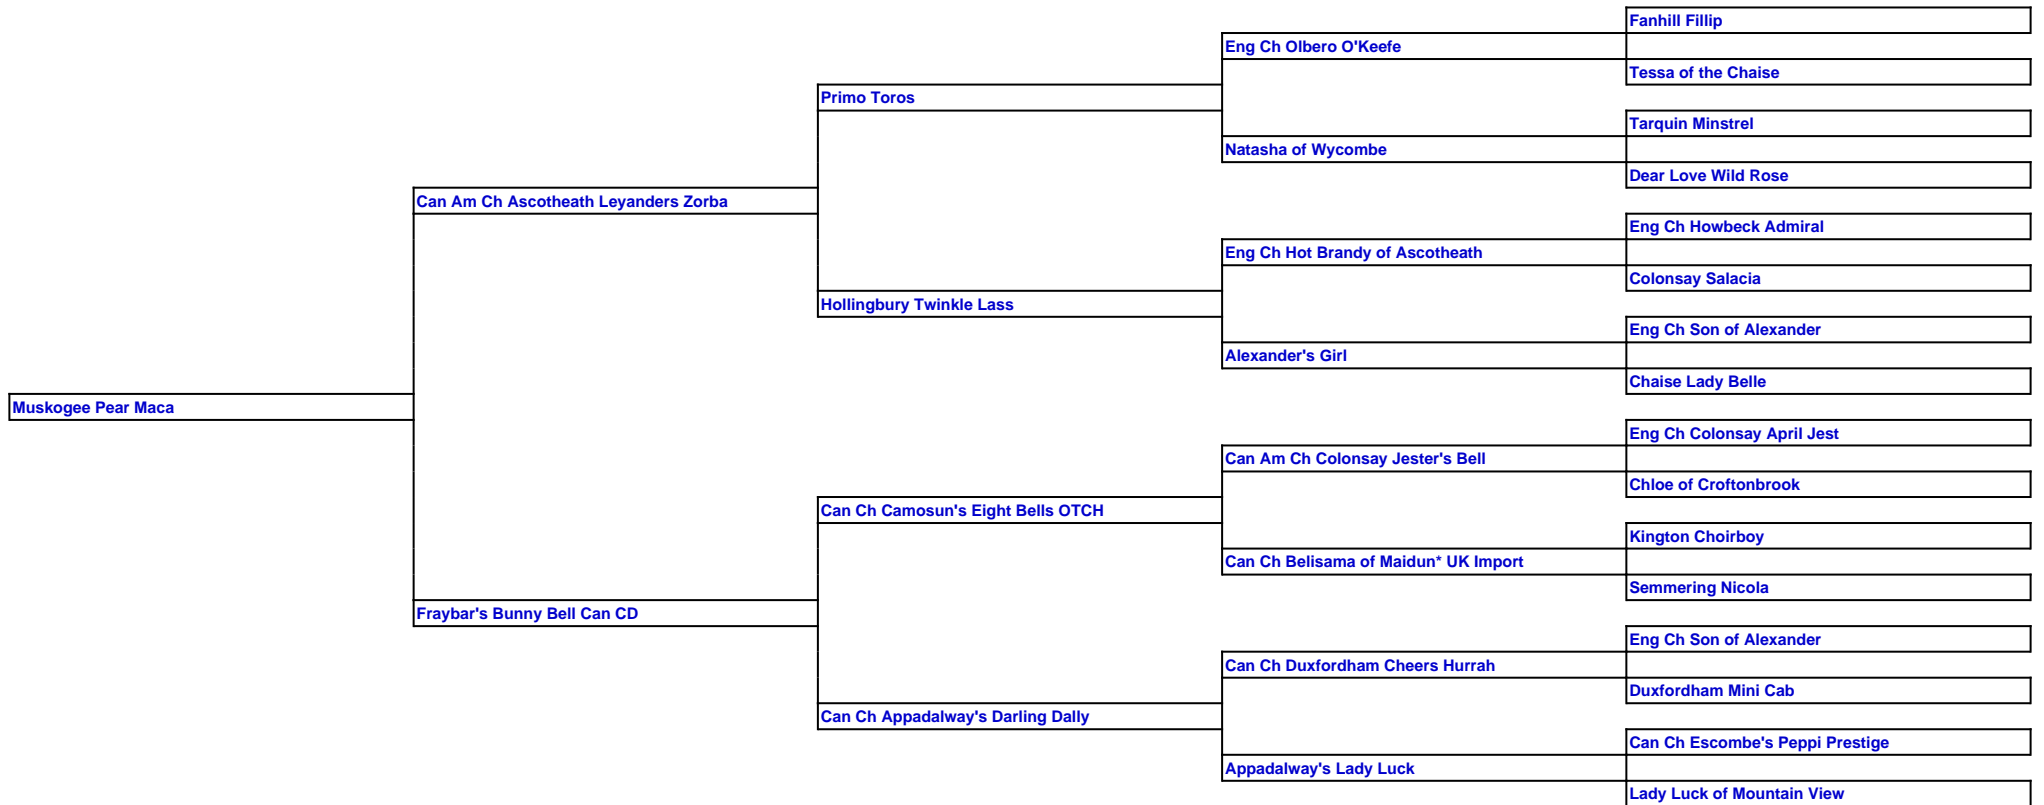 Fanhill Fillip
Eng Ch Olbero O'Keefe
Tessa of the Chaise
Primo Toros
Tarquin Minstrel
Natasha of Wycombe
Dear Love Wild Rose
Can Am Ch Ascotheath Leyanders Zorba
Eng Ch Howbeck Admiral
Eng Ch Hot Brandy of Ascotheath
Colonsay Salacia
Hollingbury Twinkle Lass
Eng Ch Son of Alexander
Alexander's Girl
Chaise Lady Belle
Muskogee Pear Maca
Eng Ch Colonsay April Jest
Can Am Ch Colonsay Jester's Bell
Chloe of Croftonbrook
Can Ch Camosun's Eight Bells OTCH
Kington Choirboy
Can Ch Belisama of Maidun* UK Import
Semmering Nicola
Fraybar's Bunny Bell Can CD
Eng Ch Son of Alexander
Can Ch Duxfordham Cheers Hurrah
Duxfordham Mini Cab
Can Ch Appadalway's Darling Dally
Can Ch Escombe's Peppi Prestige
Appadalway's Lady Luck
Lady Luck of Mountain View